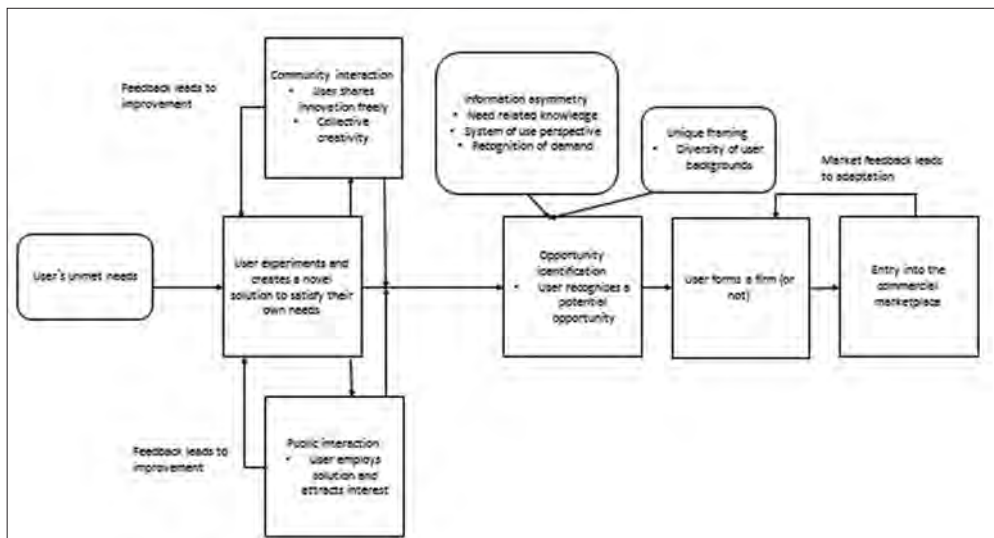 Feedback leads to
improvement
Community interaction
• User shares
innovation freely
• Collective
creativity
Information asymmetry
• Need related knowledge
• System of use perspective
• Recognition of demand
Unique framing
• Diversity of user
backgrounds
Market feedback leads
to adaptation
User's unmet needs
User experiments and
creates a novel
solution to satisfy their
own needs
Opportunity
identification
• User recognizes a
potential
opportunity
User forms a firm (or
not)
Entry into the
commercial
marketplace
Feedback leads to
improvement
Public interaction
• User employs
solution and
attracts interest